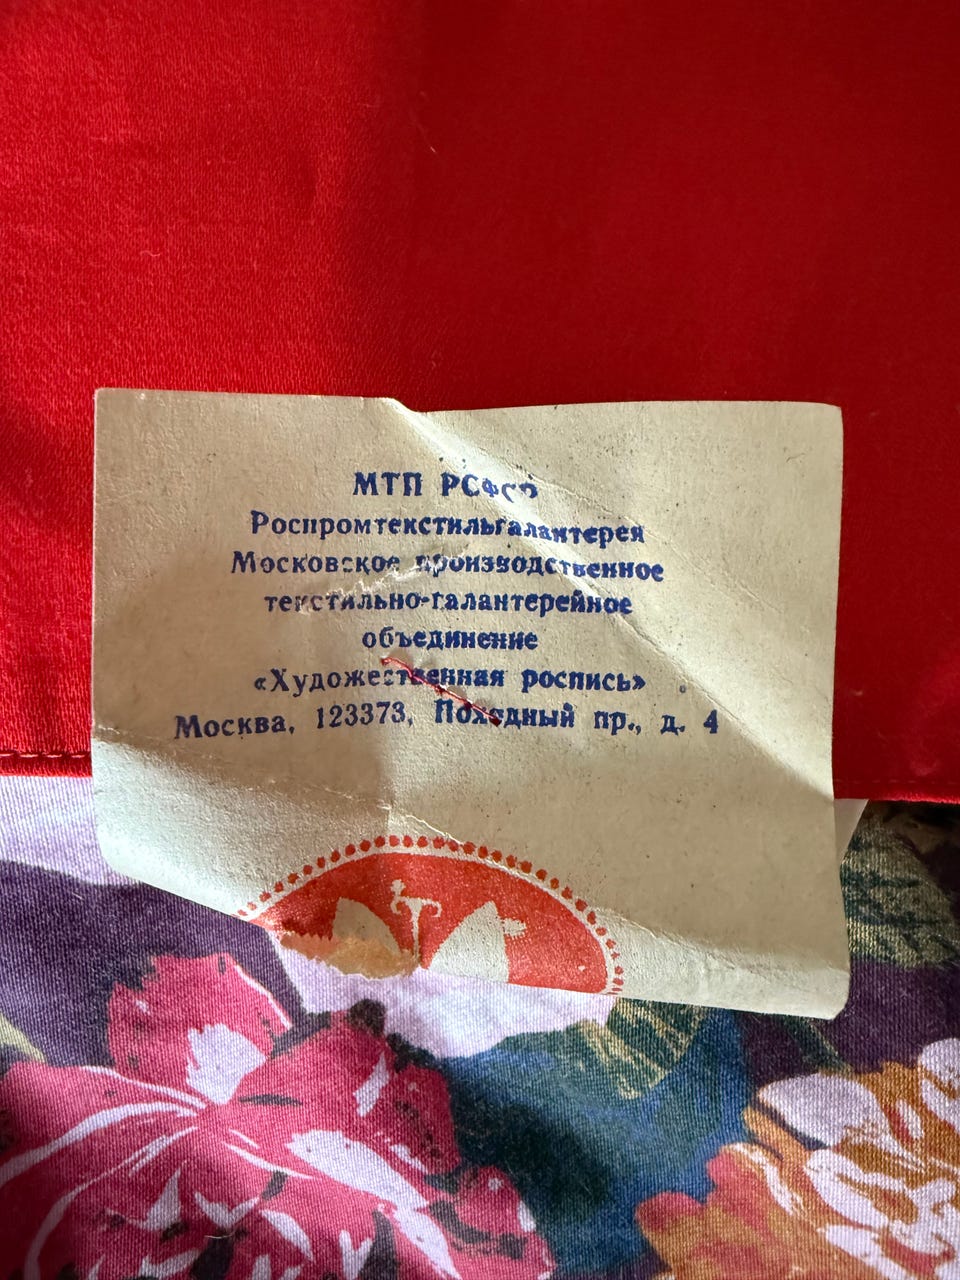 МТП РСФСР
Роспромтекстильгалантерея
Московское производственное
текстильно-галантерейное
объединение
«Художественная роспись»
Москва, 123373, Походный пр., д. 4